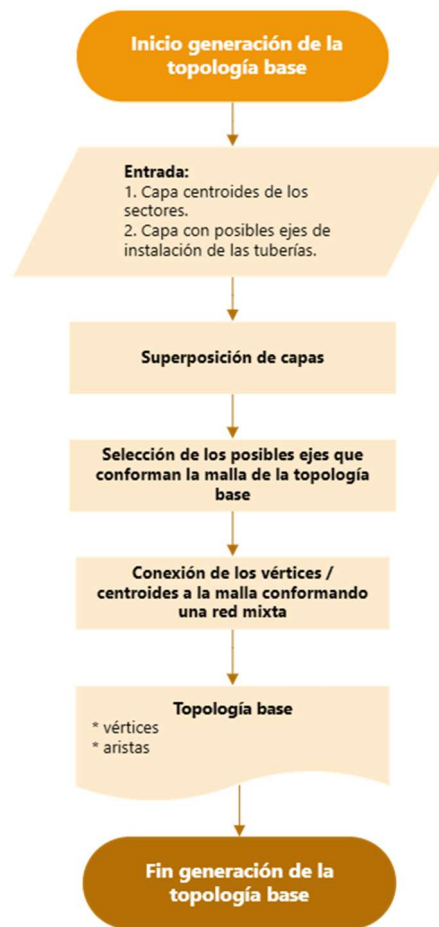 Inicio generación de la
topología base
Entrada:
1. Capa centroides de los
sectores.
2. Capa con posibles ejes de
instalación de las tuberías.
Superposición de capas
Selección de los posibles ejes que
conforman la malla de la topología
base
Conexión de los vértices /
centroides a la malla conformando
una red mixta
Topología base
* vértices
* aristas
Fin generación de la
topología base